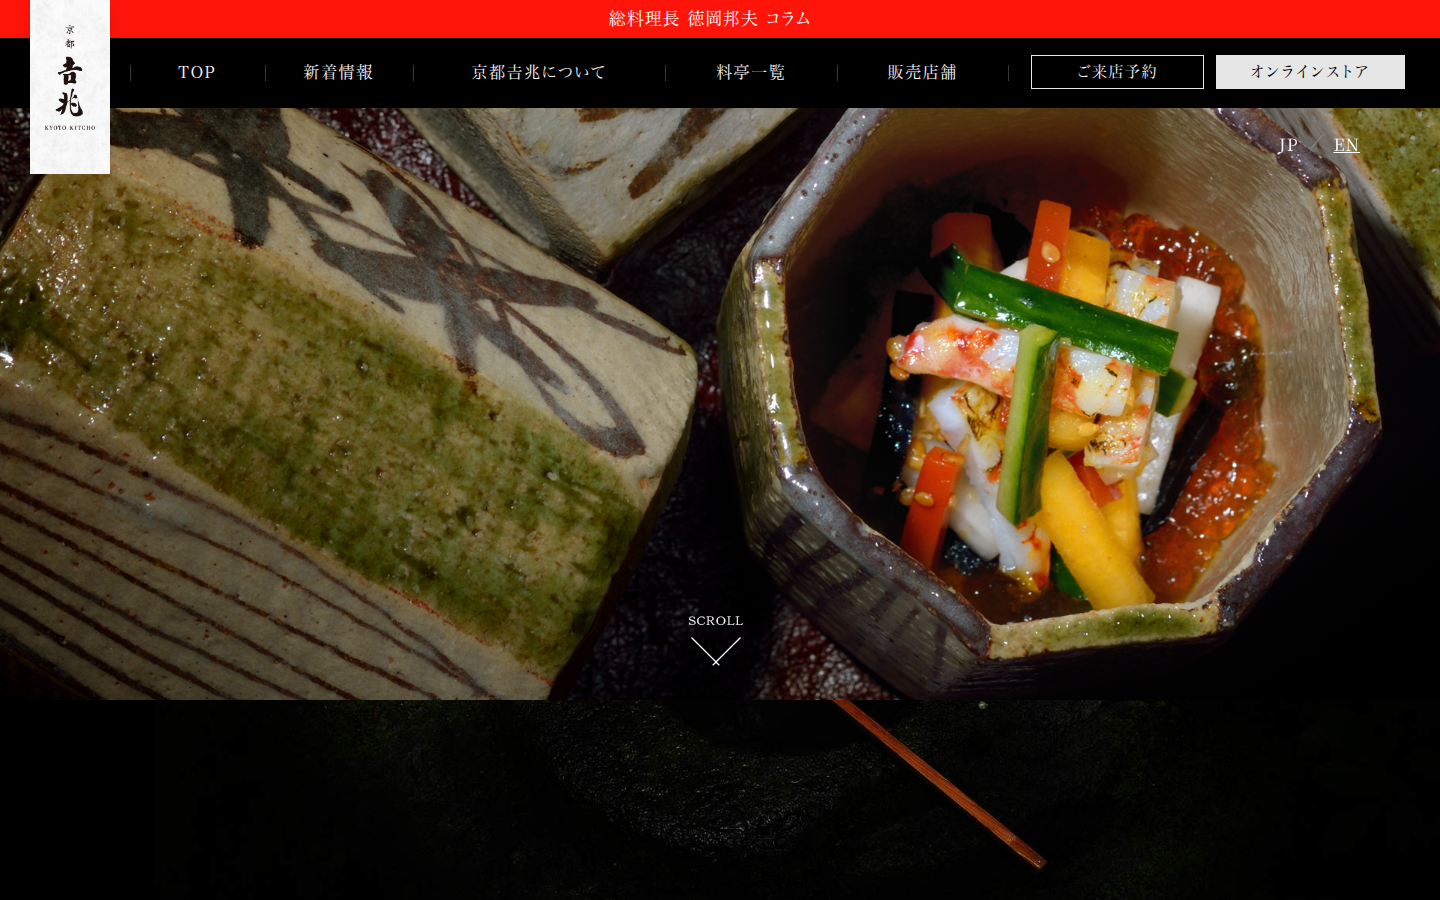 総料理長 徳岡邦夫 コラム
京都
𠮷兆
KYOTO KITCHO
TOP
新着情報
京都𠮷兆について
料亭一覧
販売店舗
ご来店予約
オンラインストア
JP / EN
SCROLL